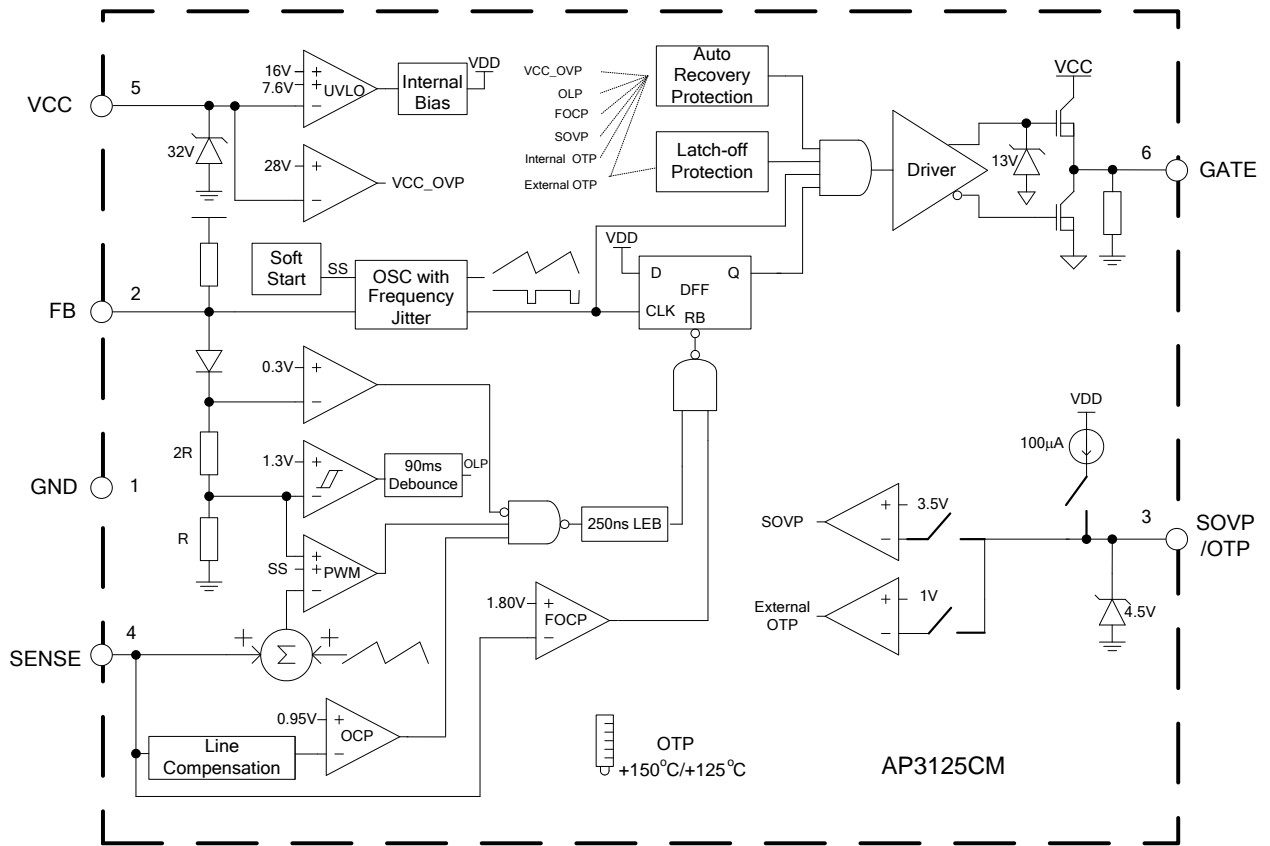 VCC
5
16V
7.6V
+
+
−
UVLO
Internal
Bias
VDD
32V
28V
+
−
VCC_OVP
VCC_OVP
OLP
FOCP
SOVP
Internal OTP
External OTP
Auto
Recovery
Protection
Latch-off
Protection
Driver
VCC
13V
6
GATE
FB
2
Soft
Start
SS
OSC with
Frequency
Jitter
VDD
D
Q
DFF
CLK
RB
0.3V
+
−
2R
1.3V
+
−
90ms
Debounce
OLP
GND
1
R
SS
+
+
−
PWM
250ns LEB
SENSE
4
+
+
Σ
1.80V
+
−
FOCP
0.95V
+
−
OCP
Line
Compensation
OTP
+150°C/+125°C
SOVP
+
−
3.5V
External
OTP
+
−
1V
VDD
100μA
3
SOVP
/OTP
4.5V
AP3125CM